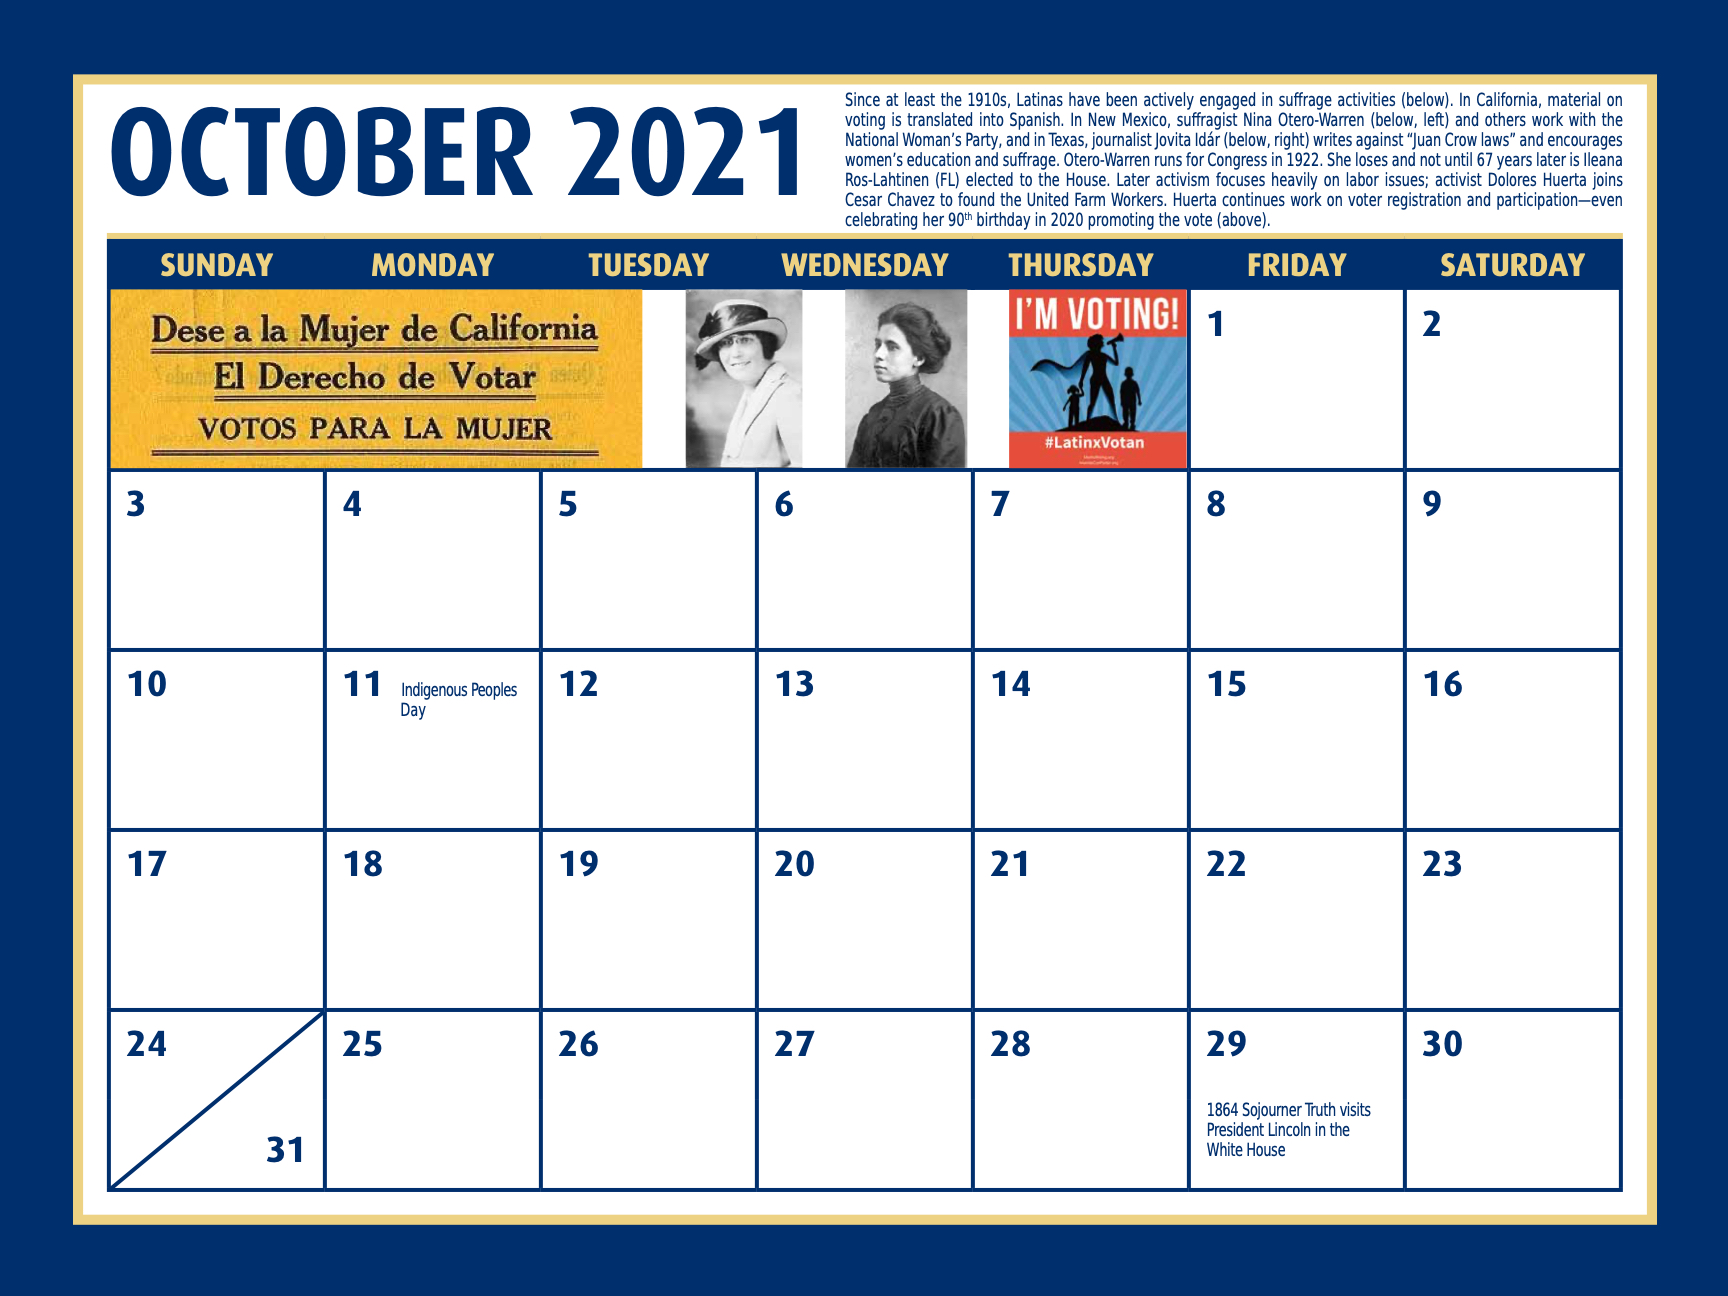 OCTOBER 2021
Since at least the 1910s, Latinas have been actively engaged in suffrage activities (below). In California, material on
voting is translated into Spanish. In New Mexico, suffragist Nina Otero-Warren (below, left) and others work with the
National Woman's Party, and in Texas, journalist Jovita Idár (below, right) writes against “Juan Crow laws” and encourages
women's education and suffrage. Otero-Warren runs for Congress in 1922. She loses and not until 67 years later is Ileana
Ros-Lahtinen (FL) elected to the House. Later activism focuses heavily on labor issues; activist Dolores Huerta joins
Cesar Chavez to found the United Farm Workers. Huerta continues work on voter registration and participation—even
celebrating her 90th birthday in 2020 promoting the vote (above).
SUNDAY MONDAY TUESDAY WEDNESDAY THURSDAY FRIDAY SATURDAY
Dese a la Mujer de California
El Derecho de Votar
VOTOS PARA LA MUJER
I'M VOTING!
#LatinxVotan
1 2
3 4 5 6 7 8 9
10 11 Indigenous Peoples
Day
12 13 14 15 16
17 18 19 20 21 22 23
24 31 25 26 27 28 29
1864 Sojourner Truth visits
President Lincoln in the
White House
30